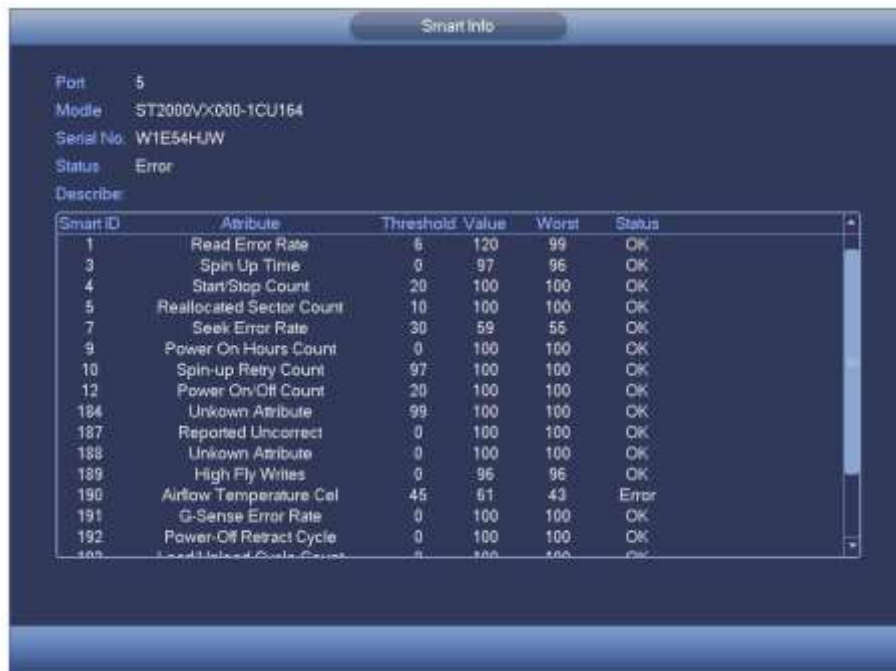 Smart Info
Port 5
Modle ST2000VX000-1CU164
Serial No. W1E54HJW
Status Error
Describe:
Smart ID Attribute Threshold Value Worst Status
1 Read Error Rate 6 120 99 OK
3 Spin Up Time 0 97 96 OK
4 Start/Stop Count 20 100 100 OK
5 Reallocated Sector Count 10 100 100 OK
7 Seek Error Rate 30 59 55 OK
9 Power On Hours Count 0 100 100 OK
10 Spin-up Retry Count 97 100 100 OK
12 Power On/Off Count 20 100 100 OK
184 Unkown Attribute 99 100 100 OK
187 Reported Uncorrect 0 100 100 OK
188 Unkown Attribute 0 100 100 OK
189 High Fly Writes 0 96 96 OK
190 Airflow Temperature Cel 45 61 43 Error
191 G-Sense Error Rate 0 100 100 OK
192 Power-Off Retract Cycle 0 100 100 OK